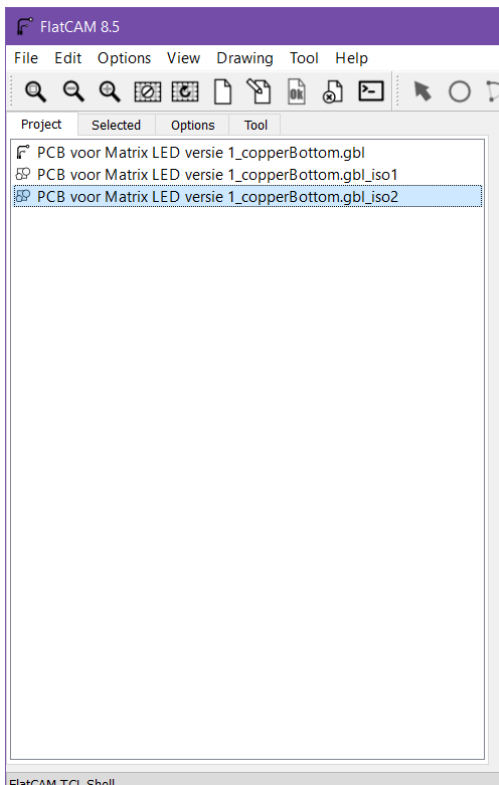 FlatCAM 8.5
File Edit Options View Drawing Tool Help
Project Selected Options Tool
PCB voor Matrix LED versie 1_copperBottom.gbl
PCB voor Matrix LED versie 1_copperBottom.gbl_iso1
PCB voor Matrix LED versie 1_copperBottom.gbl_iso2
FlatCAM TCL Shell